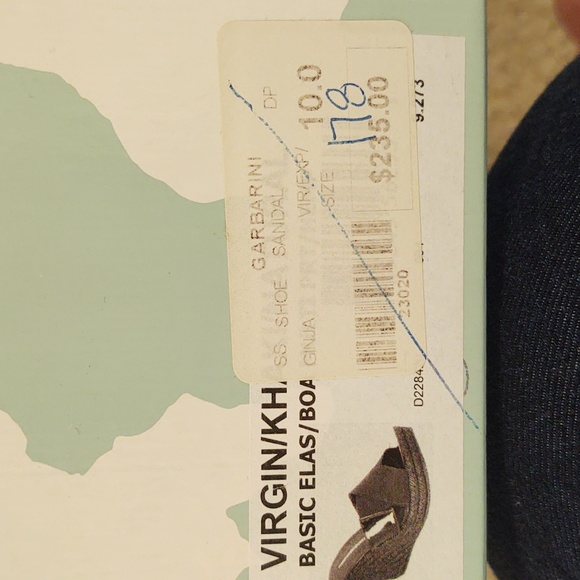 GARBARINI DP
SS SHOE SANDAL
GINJA VIR/EXP/ 10.0
SIZE
178
$235.00
23020
9.273
D2284
VIRGIN/KHA
BASIC ELAS/BOA